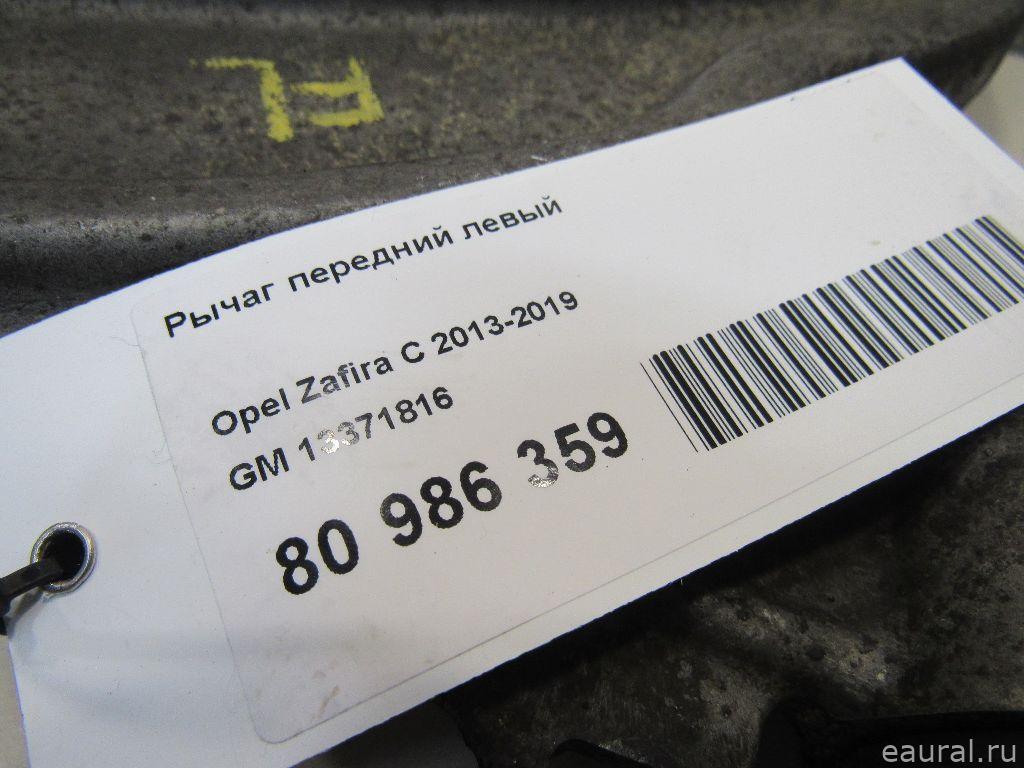 FL
Рычаг передний левый
Opel Zafira C 2013-2019
GM 13371816
80 986 359
eaural.ru